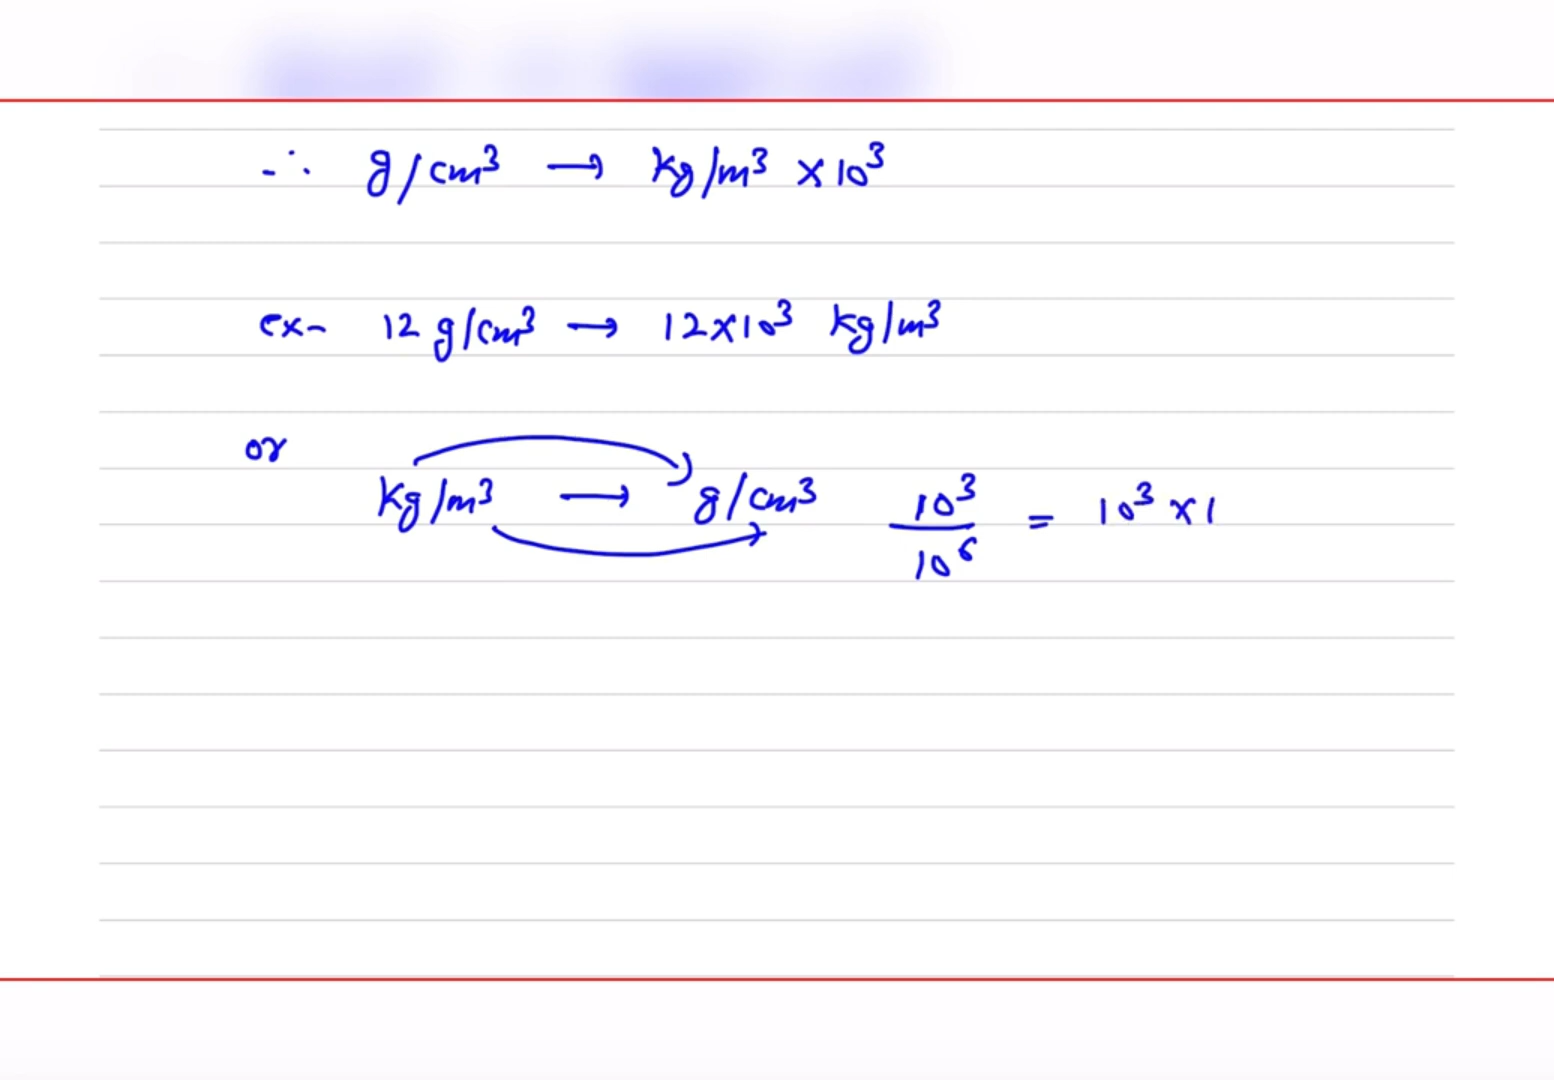 ∴ g/cm³ → kg/m³ ×10³
ex- 12 g/cm³ → 12×10³ kg/m³
or
kg/m³ → g/cm³ 10³/10⁶ = 10³ × 1